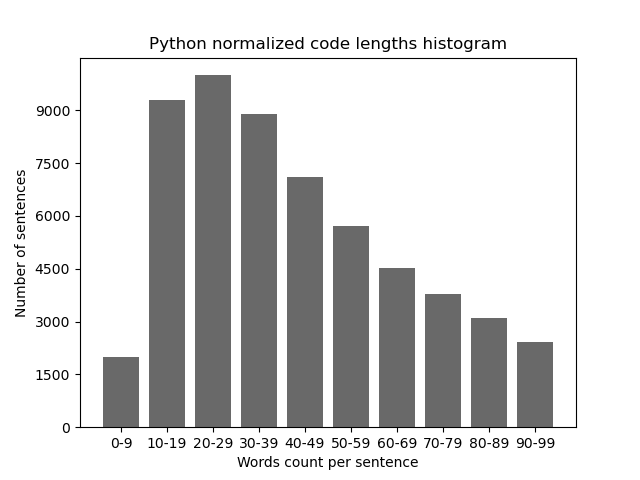 Python normalized code lengths histogram
Number of sentences
9000
7500
6000
4500
3000
1500
0
0-9 10-19 20-29 30-39 40-49 50-59 60-69 70-79 80-89 90-99
Words count per sentence